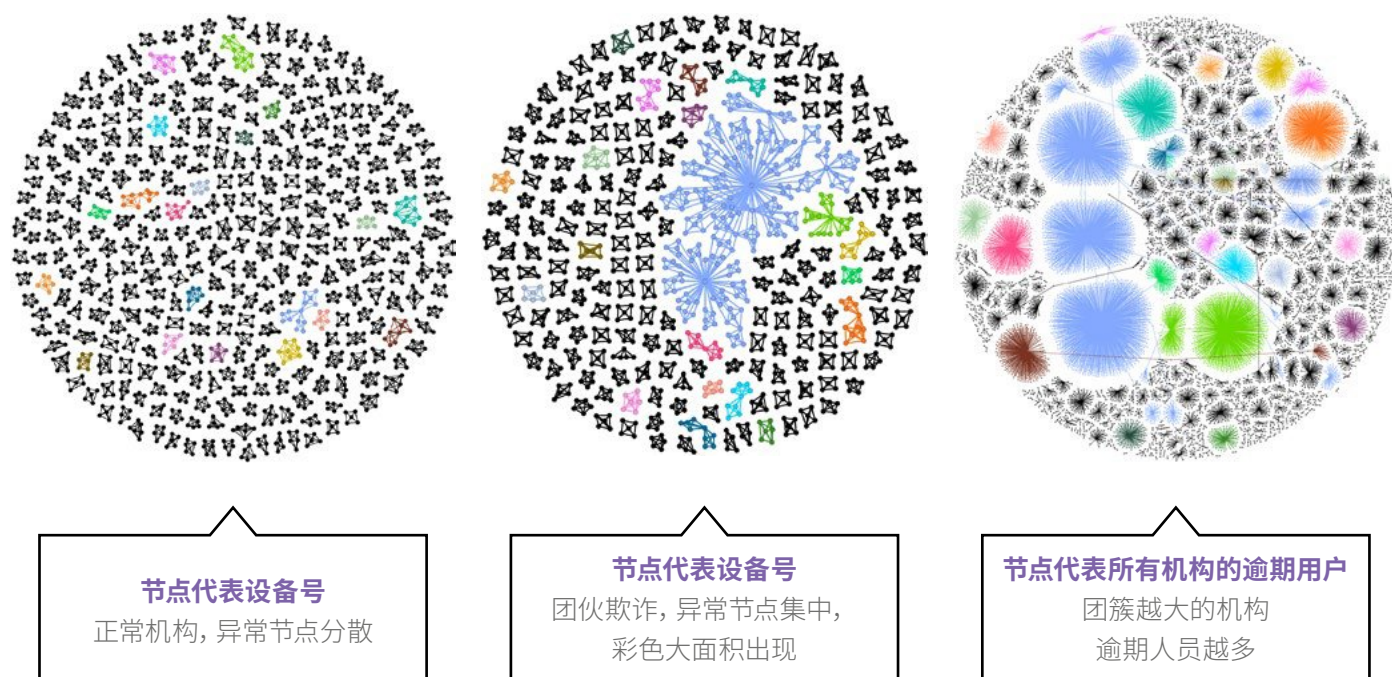 节点代表设备号
正常机构, 异常节点分散
节点代表设备号
团伙欺诈, 异常节点集中,
彩色大面积出现
节点代表所有机构的逾期用户
团簇越大的机构
逾期人员越多